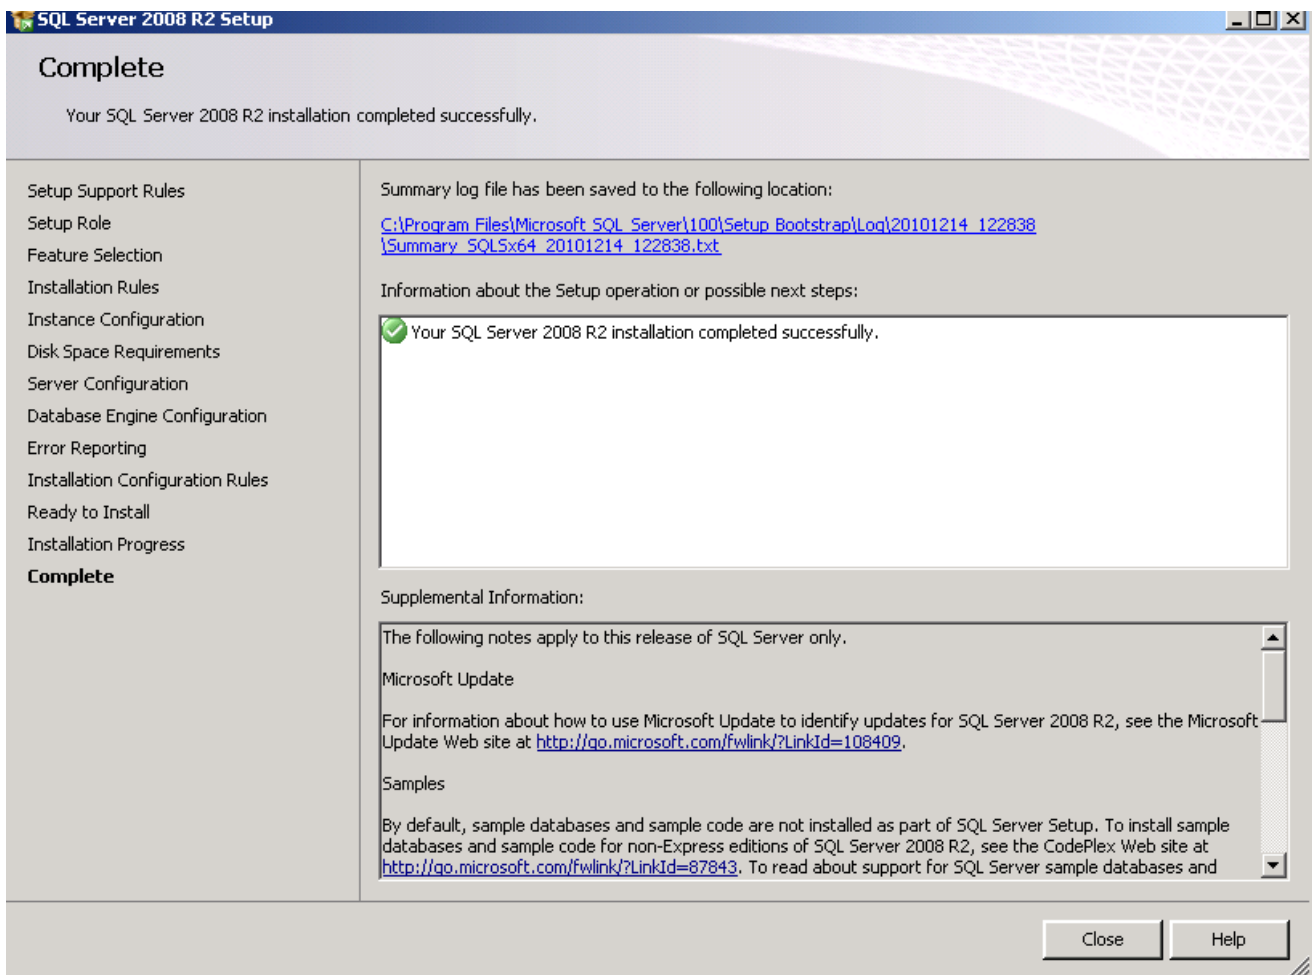 SQL Server 2008 R2 Setup
Complete
Your SQL Server 2008 R2 installation completed successfully.
Setup Support Rules
Setup Role
Feature Selection
Installation Rules
Instance Configuration
Disk Space Requirements
Server Configuration
Database Engine Configuration
Error Reporting
Installation Configuration Rules
Ready to Install
Installation Progress
Complete
Summary log file has been saved to the following location:
C:\Program Files\Microsoft SQL Server\100\Setup Bootstrap\Log\20101214_122838
\Summary_SQLSx64_20101214_122838.txt
Information about the Setup operation or possible next steps:
Your SQL Server 2008 R2 installation completed successfully.
Supplemental Information:
The following notes apply to this release of SQL Server only.
Microsoft Update
For information about how to use Microsoft Update to identify updates for SQL Server 2008 R2, see the Microsoft
Update Web site at http://go.microsoft.com/fwlink/?LinkId=108409.
Samples
By default, sample databases and sample code are not installed as part of SQL Server Setup. To install sample
databases and sample code for non-Express editions of SQL Server 2008 R2, see the CodePlex Web site at
http://go.microsoft.com/fwlink/?LinkId=87843. To read about support for SQL Server sample databases and
Close
Help